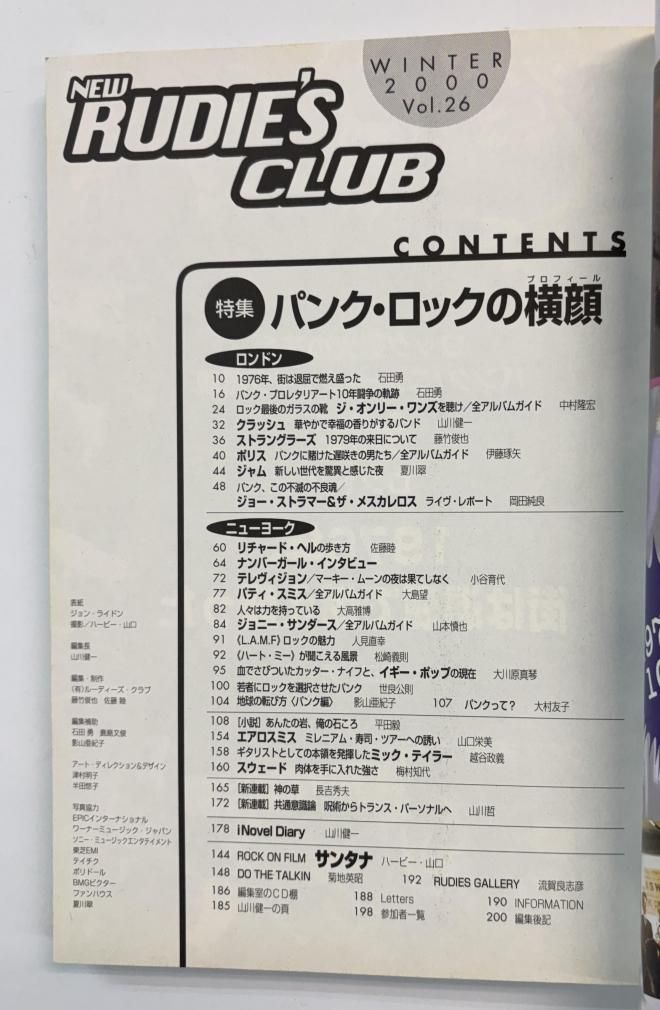 NEW
RUDIE'S
CLUB
WINTER
2000
Vol.26
CONTENTS
特集 パンク・ロックの横顔
プロフィール
ロンドン
10 1976年、街は退屈で燃え盛った 石田勇
16 パンク・プロレタリアート10年闘争の軌跡 石田勇
24 ロック最後のガラスの靴 ジ・オンリー・ワンズを聴け/全アルバムガイド 中村隆宏
32 クラッシュ 華やかで幸福の香りがするバンド 山川健一
36 ストラングラーズ 1979年の来日について 藤竹俊也
40 ポリス パンクに賭けた遅咲きの男たち/全アルバムガイド 伊藤琢矢
44 ジャム 新しい世代を驚異と感じた夜 夏川翠
48 パンク、この不滅の不良魂/
ジョー・ストラマー&ザ・メスカレロス ライヴ・レポート 岡田純良
ニューヨーク
60 リチャード・ヘルの歩き方 佐藤睦
64 ナンバーガール・インタビュー
72 テレヴィジョン/マーキー・ムーンの夜は果てしなく 小谷育代
77 パティ・スミス/全アルバムガイド 大島望
82 人々は力を持っている 大高雅博
84 ジョニー・サンダース/全アルバムガイド 山本慎也
91 《L.A.M.F》ロックの魅力 人見直幸
92 《ハート・ミー》が聞こえる風景 松崎義則
95 血でさびついたカッター・ナイフと、イギー・ポップの現在 大川原真琴
100 若者にロックを選択させたパンク 世良公則
104 地球の転び方〈パンク編〉 影山亜紀子 107 パンクって? 大村友子
108 [小説] あんたの岩、俺の石ころ 平田毅
154 エアロスミス ミレニアム・寿司・ツアーへの誘い 山口栄美
158 ギタリストとしての本領を発揮したミック・テイラー 越谷政義
160 スウェード 肉体を手に入れた強さ 梅村知代
165 [新連載] 神の草 長吉秀夫
172 [新連載] 共通意識論 呪術からトランス・パーソナルへ 山川哲
178 iNovel Diary 山川健一
144 ROCK ON FILM サンタナ ハービー・山口
148 DO THE TALKIN 菊地英昭 192 RUDIES GALLERY 流賀良志彦
186 編集室のCD棚 188 Letters 190 INFORMATION
185 山川健一の頁 198 参加者一覧 200 編集後記
表紙
ジョン・ライドン
撮影/ハービー・山口
編集長
山川健一
編集・制作
(有)ルーディーズ・クラブ
藤竹俊也 佐藤睦
編集補助
石田勇 鹿島文俊
影山亜紀子
アート・ディレクション&デザイン
津村明子
半田悠子
写真協力
EPICインターナショナル
ワーナーミュージック・ジャパン
ソニー・ミュージックエンタテイメント
東芝EMI
テイチク
ポリドール
BMGビクター
ファンハウス
夏川翠